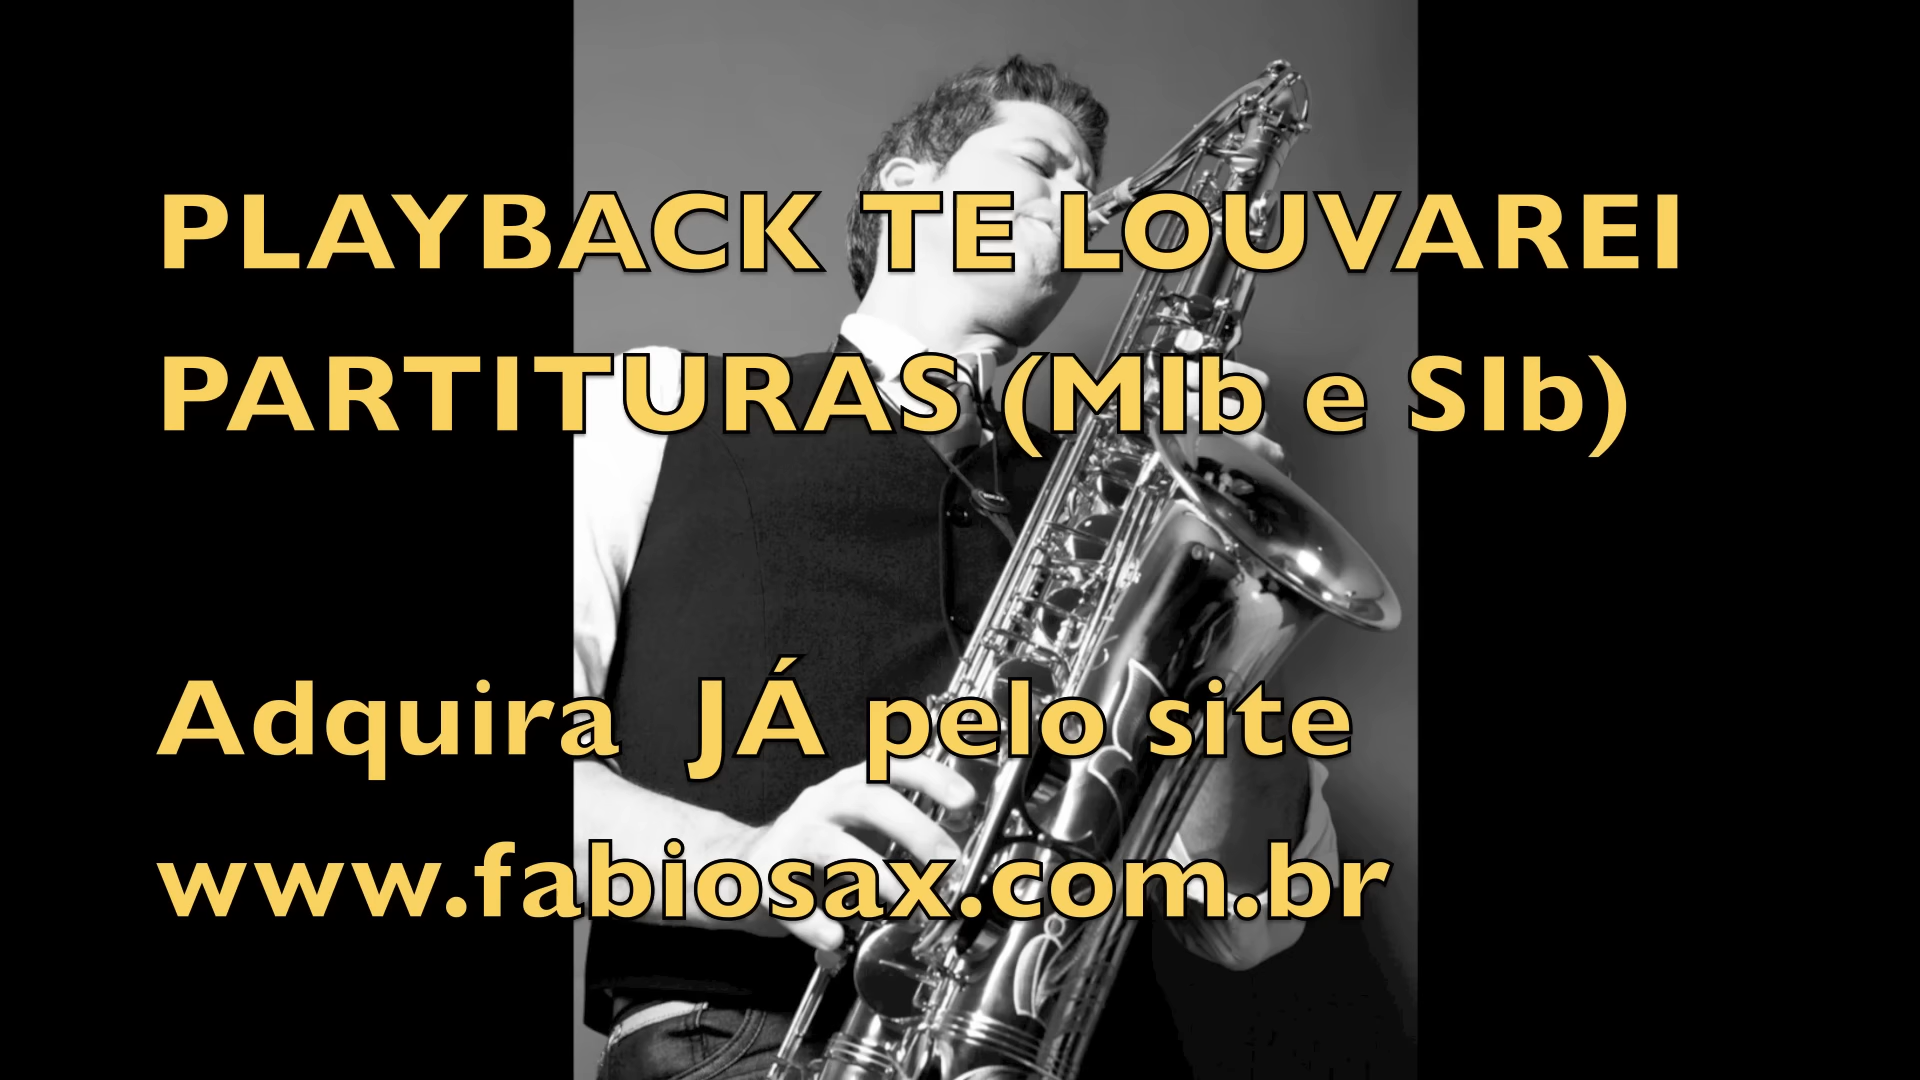 PLAYBACK TE LOUVAREI
PARTITURAS (MIb e SIb)
Adquira JÁ pelo site
www.fabiosax.com.br